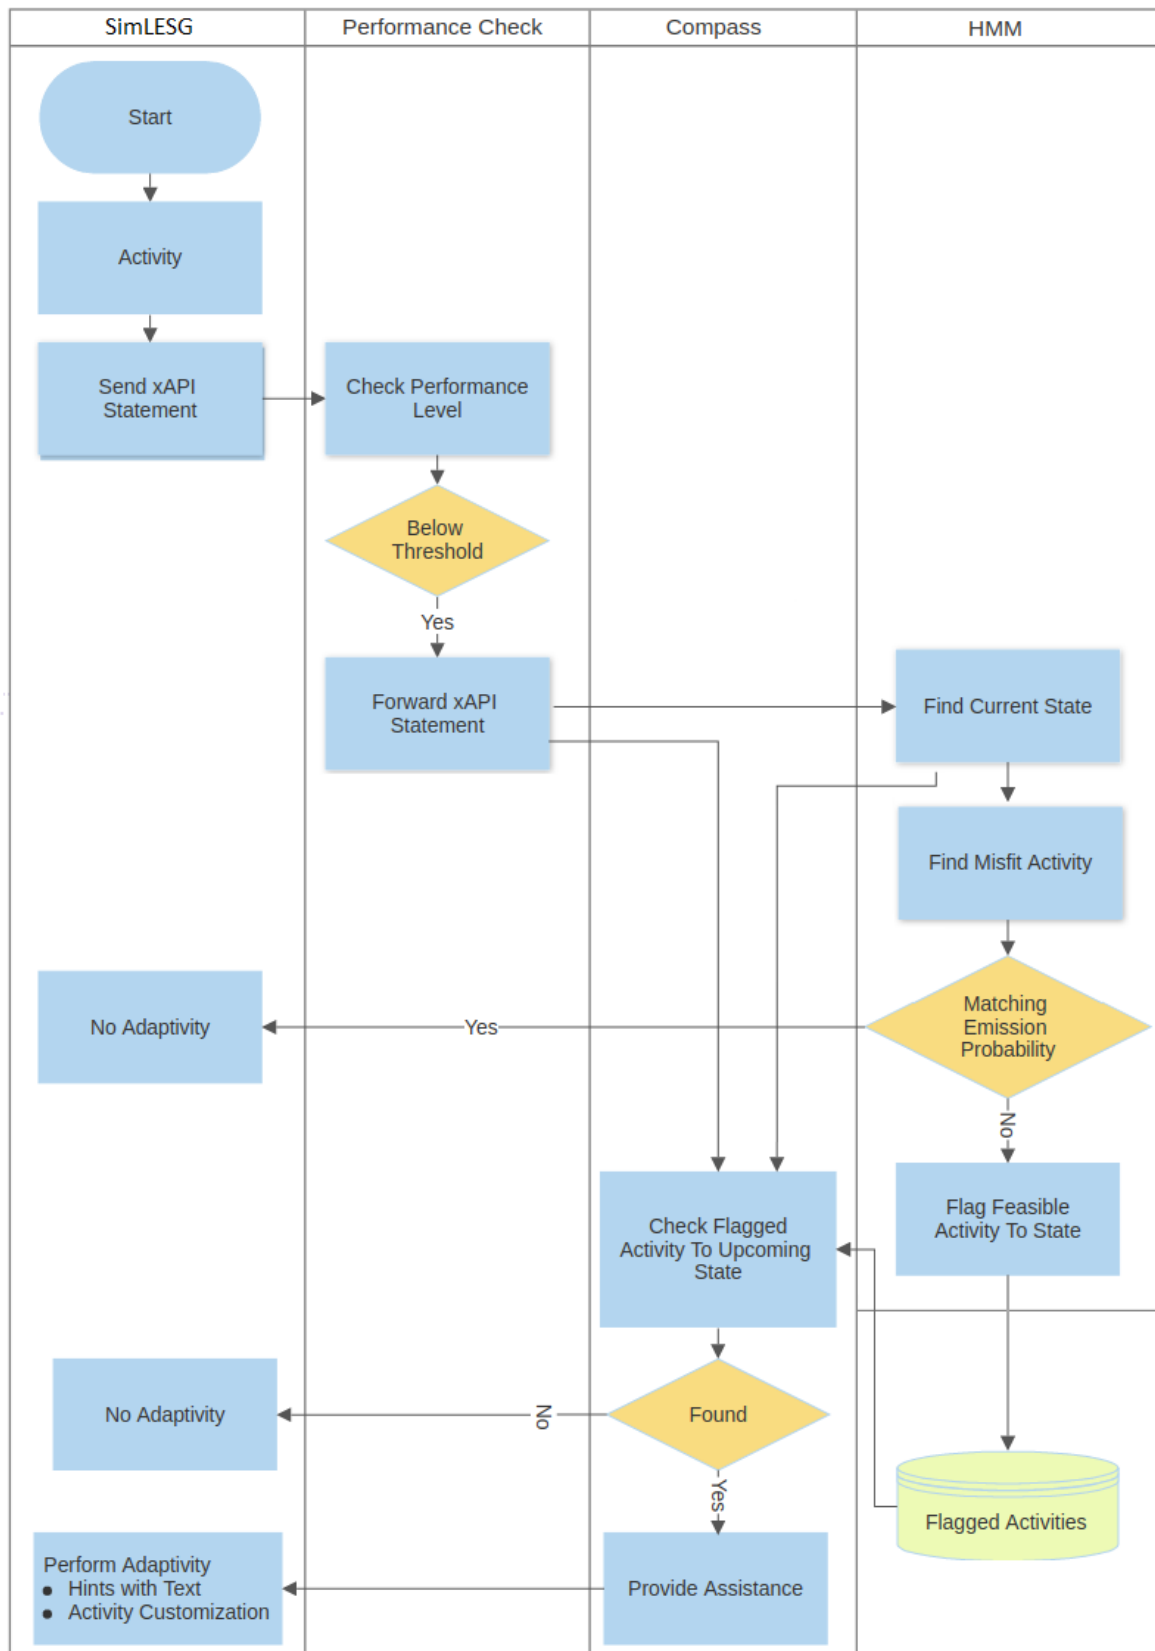 SimLESG
Performance Check
Compass
HMM
Start
Activity
Send xAPI
Statement
Check Performance
Level
Below
Threshold
Yes
Forward xAPI
Statement
Find Current State
Find Misfit Activity
Matching
Emission
Probability
Yes
No Adaptivity
No
Flag Feasible
Activity To State
Check Flagged
Activity To Upcoming
State
Found
No
No Adaptivity
Yes
Flagged Activities
Provide Assistance
Perform Adaptivity
● Hints with Text
● Activity Customization